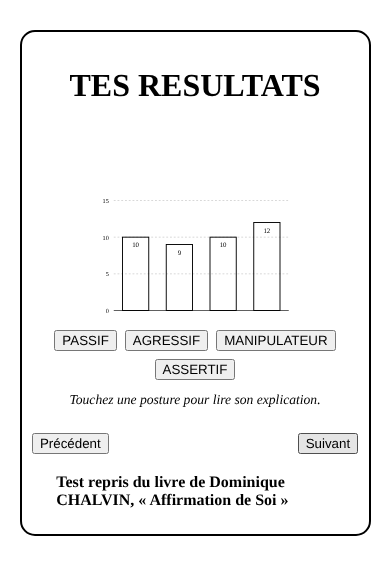 TES RESULTATS
15
10
5
0
10
9
10
12
PASSIF AGRESSIF MANIPULATEUR
ASSERTIF
Touchez une posture pour lire son explication.
Précédent Suivant
Test repris du livre de Dominique
CHALVIN, « Affirmation de Soi »